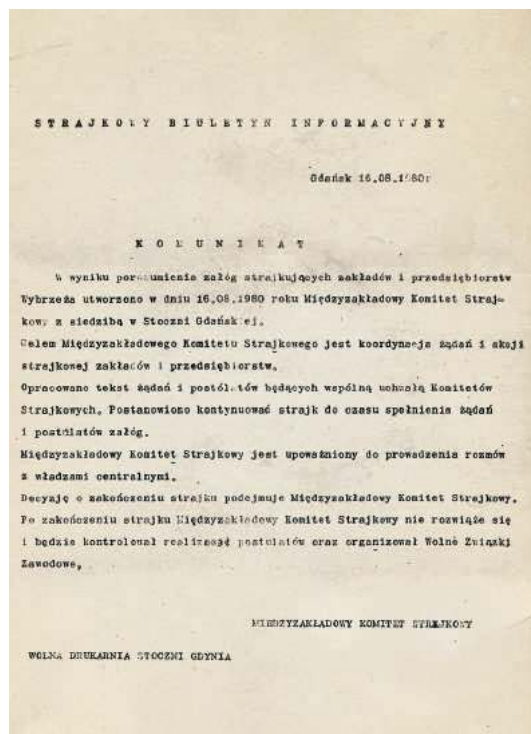 STRAJKOWY BIULETYN INFORMACYJNY
Gdańsk 16.08.1980r
KOMUNIKAT
W wyniku porozumienia załóg strajkujących zakładów i przedsiębiorstw
Wybrzeża utworzono w dniu 16.08.1980 roku Międzyzakładowy Komitet Straj-
kowy z siedzibą w Stoczni Gdańskiej.
Celem Międzyzakładowego Komitetu Strajkowego jest koordynacja żądań i akcji
strajkowej zakładów i przedsiębiorstw.
Opracowano tekst żądań i postólatów będących wspólną uchwałą Komitetów
Strajkowych. Postanowiono kontynuować strajk do czasu spełnienia żądań
i postólatów załóg.
Międzyzakładowy Komitet Strajkowy jest upoważniony do prowadzenia rozmów
z władzami centralnymi.
Decyzję o zakończeniu strajku podejmuje Międzyzakładowy Komitet Strajkowy.
Po zakończeniu strajku Międzyzakładowy Komitet Strajkowy nie rozwiąże się
i będzie kontrolował realizację postulatów oraz organizował Wolne Związki
Zawodowe.
MIĘDZYZAKŁADOWY KOMITET STRAJKOWY
WOLNA DRUKARNIA STOCZNI GDYNIA